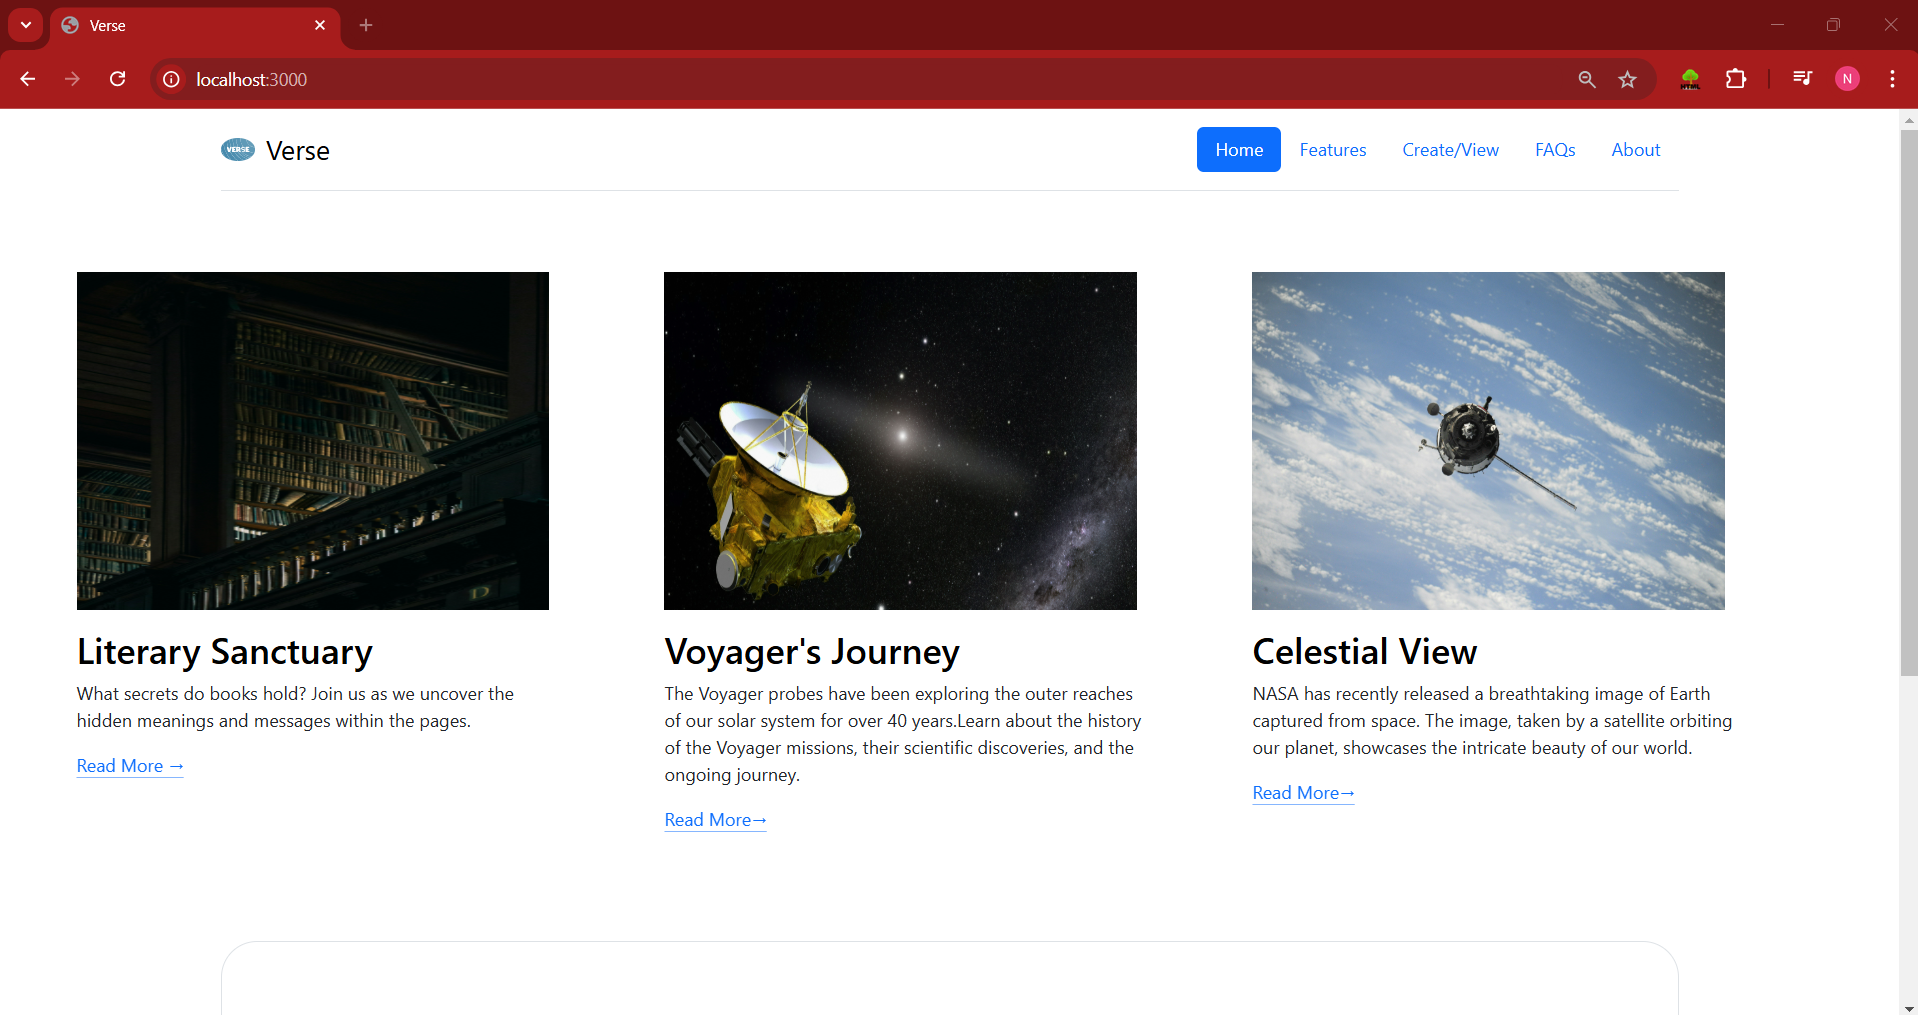 Verse
localhost:3000
N
VERSE
Verse
Home
Features
Create/View
FAQs
About
D
Literary Sanctuary
What secrets do books hold? Join us as we uncover the
hidden meanings and messages within the pages.
Read More →
Voyager's Journey
The Voyager probes have been exploring the outer reaches
of our solar system for over 40 years.Learn about the history
of the Voyager missions, their scientific discoveries, and the
ongoing journey.
Read More→
Celestial View
NASA has recently released a breathtaking image of Earth
captured from space. The image, taken by a satellite orbiting
our planet, showcases the intricate beauty of our world.
Read More→